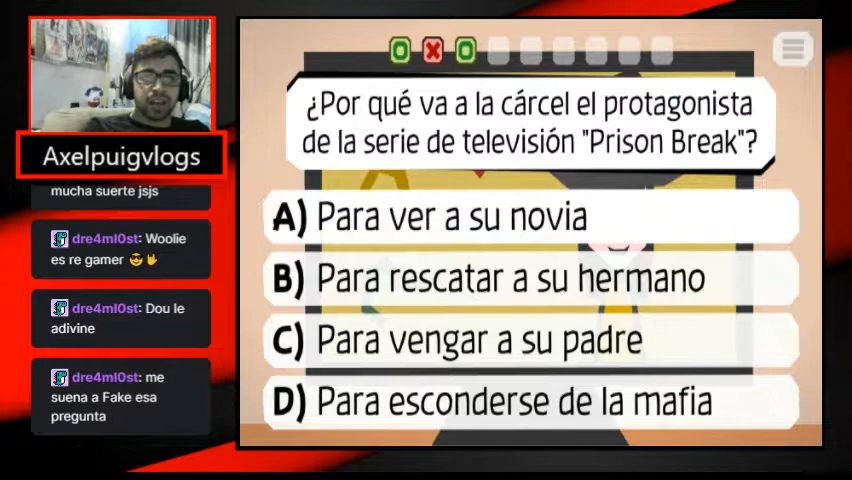 Axelpuigvlogs
mucha suerte jsjs
dre4ml0st: Woolie
es re gamer 😎🤟
dre4ml0st: Dou le
adivine
dre4ml0st: me
suena a Fake esa
pregunta
¿Por qué va a la cárcel el protagonista
de la serie de televisión "Prison Break"?
A) Para ver a su novia
B) Para rescatar a su hermano
C) Para vengar a su padre
D) Para esconderse de la mafia